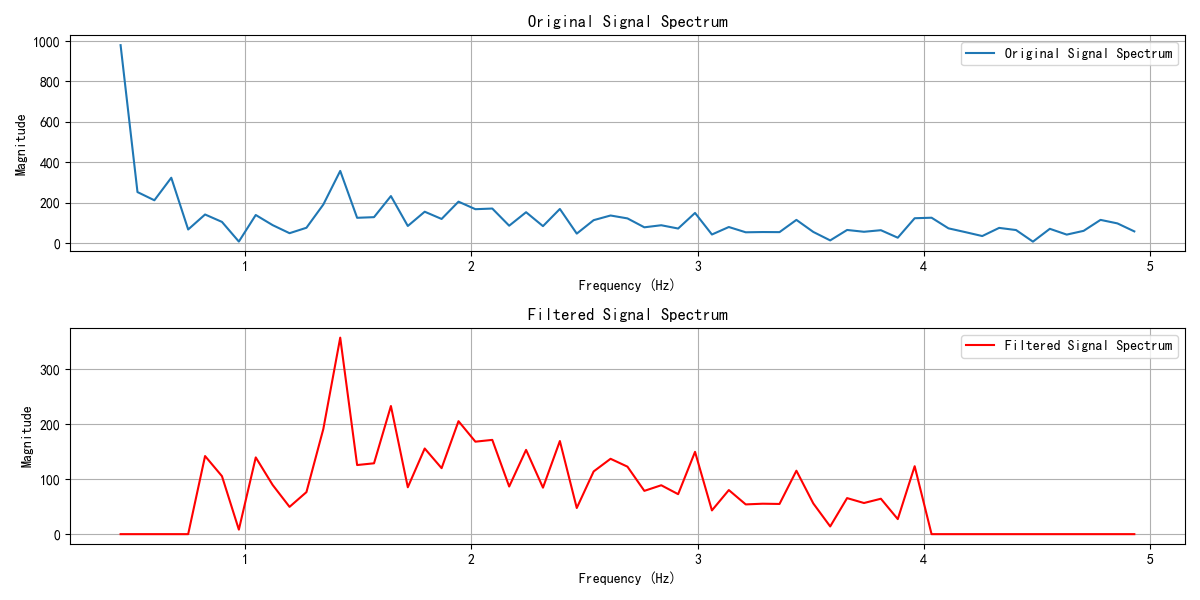 Original Signal Spectrum
1000
800
600
400
200
0
Magnitude
Original Signal Spectrum
1 2 3 4 5
Frequency (Hz)
Filtered Signal Spectrum
300
200
100
0
Magnitude
Filtered Signal Spectrum
1 2 3 4 5
Frequency (Hz)